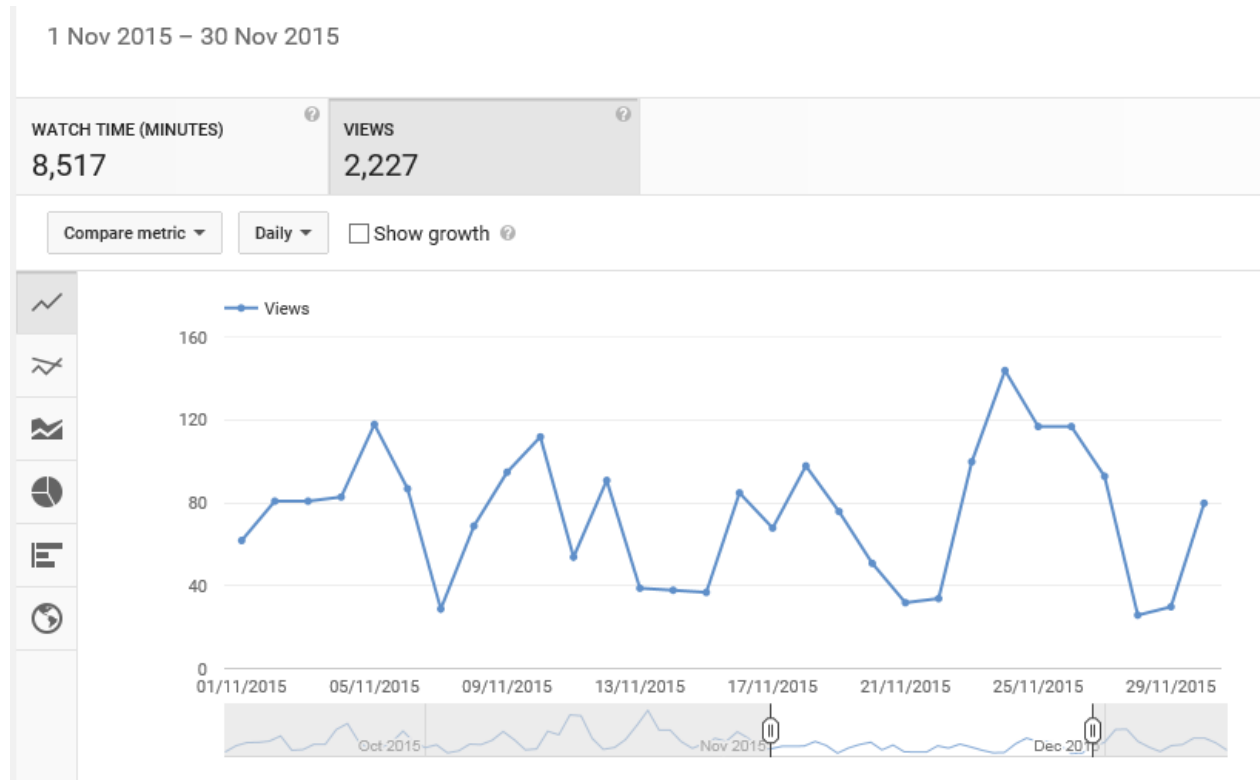 1 Nov 2015 – 30 Nov 2015
WATCH TIME (MINUTES)
8,517
VIEWS
2,227
Compare metric
Daily
Show growth
Views
160
120
80
40
0
01/11/2015 05/11/2015 09/11/2015 13/11/2015 17/11/2015 21/11/2015 25/11/2015 29/11/2015
Oct 2015 Nov 2015 Dec 2015